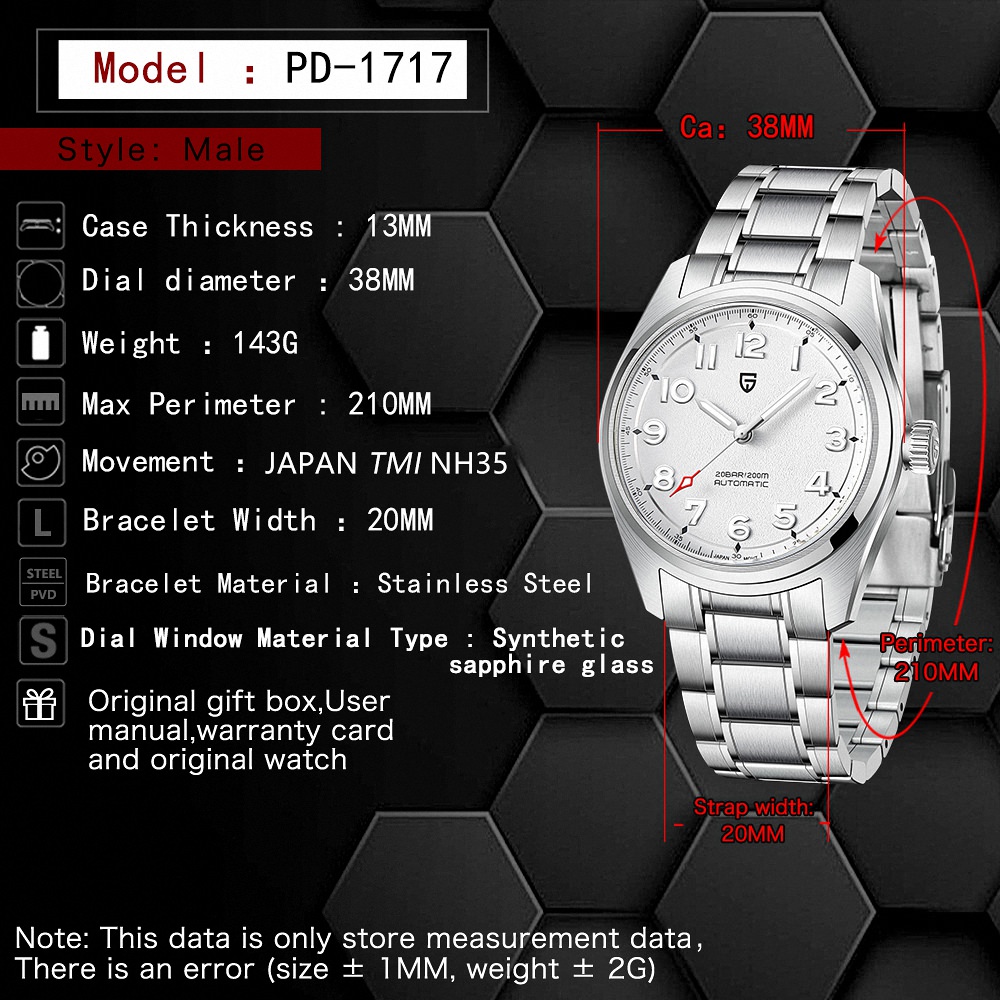 Model : PD-1717
Style: Male
Ca: 38MM
Case Thickness : 13MM
Dial diameter : 38MM
Weight : 143G
Max Perimeter : 210MM
Movement : JAPAN TMI NH35
L
Bracelet Width : 20MM
STEEL
PVD
Bracelet Material : Stainless Steel
S
Dial Window Material Type : Synthetic
sapphire glass
Original gift box,User
manual,warranty card
and original watch
60
12
1
2
3
4
5
6
7
8
9
10
11
20BAR/200M
AUTOMATIC
JAPAN 30 MOVT
Perimeter:
210MM
Strap width:
20MM
Note: This data is only store measurement data,
There is an error (size ± 1MM, weight ± 2G)